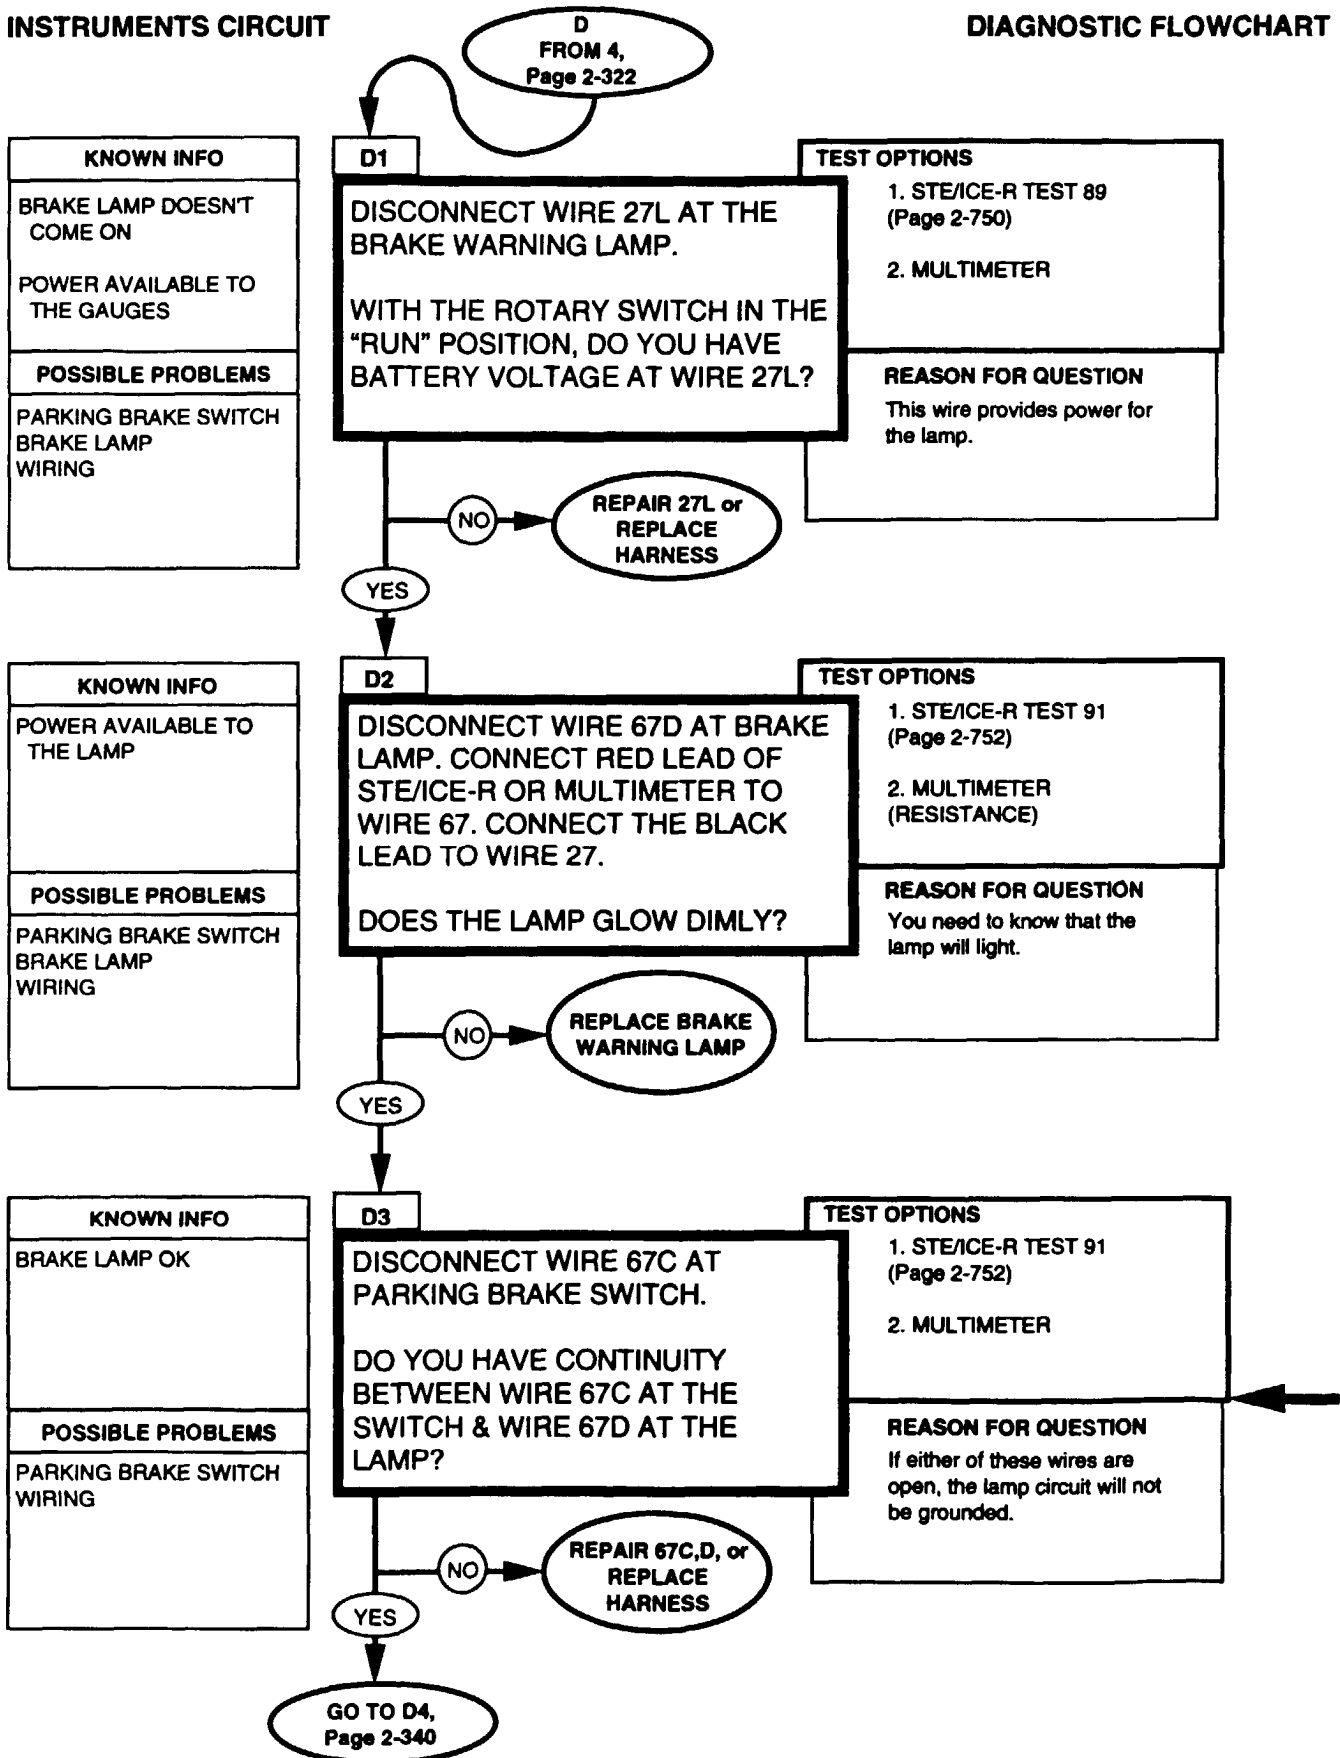 INSTRUMENTS CIRCUIT
DIAGNOSTIC FLOWCHART
D
FROM 4,
Page 2-322
KNOWN INFO
BRAKE LAMP DOESN'T
COME ON
POWER AVAILABLE TO
THE GAUGES
POSSIBLE PROBLEMS
PARKING BRAKE SWITCH
BRAKE LAMP
WIRING
D1
DISCONNECT WIRE 27L AT THE
BRAKE WARNING LAMP.
WITH THE ROTARY SWITCH IN THE
“RUN” POSITION, DO YOU HAVE
BATTERY VOLTAGE AT WIRE 27L?
TEST OPTIONS
1. STE/ICE-R TEST 89
(Page 2-750)
2. MULTIMETER
REASON FOR QUESTION
This wire provides power for
the lamp.
NO
REPAIR 27L or
REPLACE
HARNESS
YES
KNOWN INFO
POWER AVAILABLE TO
THE LAMP
POSSIBLE PROBLEMS
PARKING BRAKE SWITCH
BRAKE LAMP
WIRING
D2
DISCONNECT WIRE 67D AT BRAKE
LAMP. CONNECT RED LEAD OF
STE/ICE-R OR MULTIMETER TO
WIRE 67. CONNECT THE BLACK
LEAD TO WIRE 27.
DOES THE LAMP GLOW DIMLY?
TEST OPTIONS
1. STE/ICE-R TEST 91
(Page 2-752)
2. MULTIMETER
(RESISTANCE)
REASON FOR QUESTION
You need to know that the
lamp will light.
NO
REPLACE BRAKE
WARNING LAMP
YES
KNOWN INFO
BRAKE LAMP OK
POSSIBLE PROBLEMS
PARKING BRAKE SWITCH
WIRING
D3
DISCONNECT WIRE 67C AT
PARKING BRAKE SWITCH.
DO YOU HAVE CONTINUITY
BETWEEN WIRE 67C AT THE
SWITCH & WIRE 67D AT THE
LAMP?
TEST OPTIONS
1. STE/ICE-R TEST 91
(Page 2-752)
2. MULTIMETER
REASON FOR QUESTION
If either of these wires are
open, the lamp circuit will not
be grounded.
NO
REPAIR 67C,D, or
REPLACE
HARNESS
YES
GO TO D4,
Page 2-340